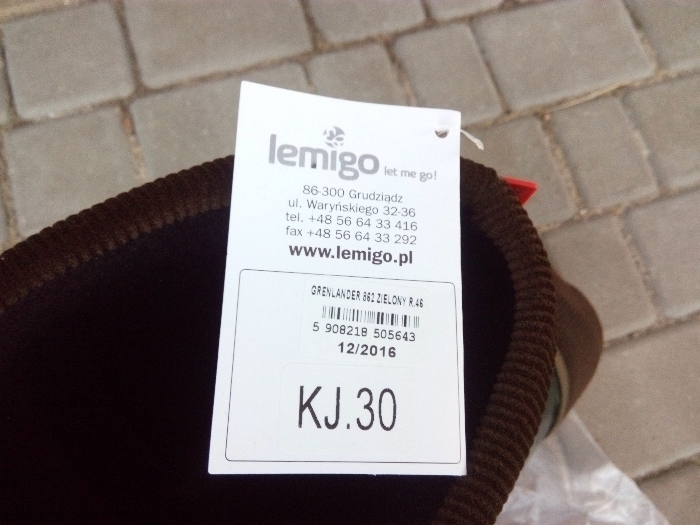 lemigo let me go!
86-300 Grudziądz
ul. Waryńskiego 32-36
tel. +48 56 64 33 416
fax +48 56 64 33 292
www.lemigo.pl
GRENLANDER 862 ZIELONY R.46
5 908218 505643
12/2016
KJ.30